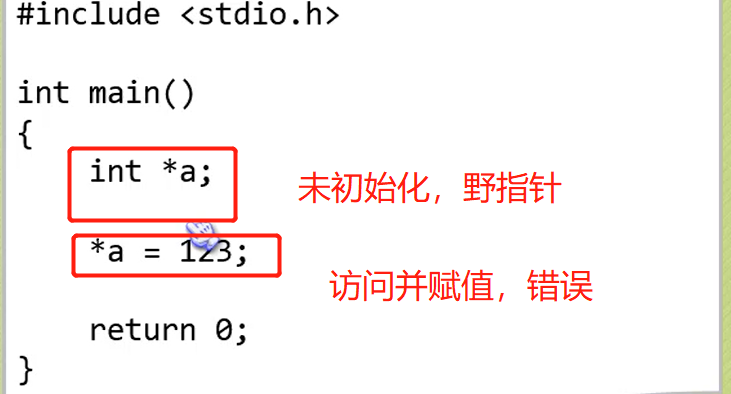 #include <stdio.h>
int main()
{
int *a;
未初始化，野指针
*a = 123;
访问并赋值，错误
return 0;
}